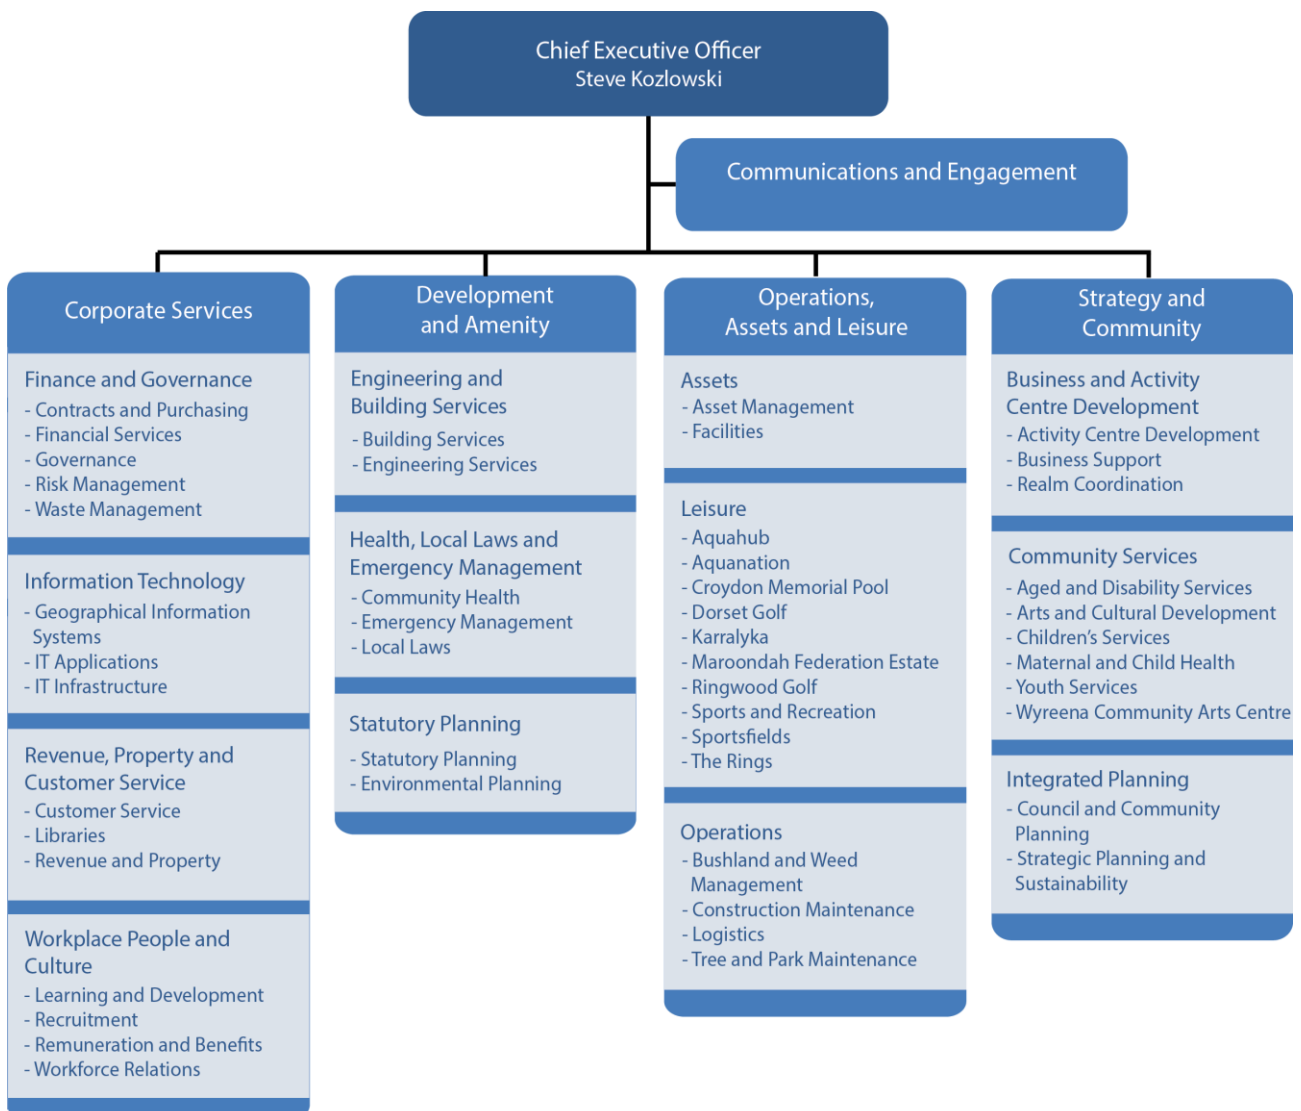 Chief Executive Officer
Steve Kozlowski
Communications and Engagement
Corporate Services
Finance and Governance
- Contracts and Purchasing
- Financial Services
- Governance
- Risk Management
- Waste Management
Information Technology
- Geographical Information
Systems
- IT Applications
- IT Infrastructure
Revenue, Property and
Customer Service
- Customer Service
- Libraries
- Revenue and Property
Workplace People and
Culture
- Learning and Development
- Recruitment
- Remuneration and Benefits
- Workforce Relations
Development
and Amenity
Engineering and
Building Services
- Building Services
- Engineering Services
Health, Local Laws and
Emergency Management
- Community Health
- Emergency Management
- Local Laws
Statutory Planning
- Statutory Planning
- Environmental Planning
Operations,
Assets and Leisure
Assets
- Asset Management
- Facilities
Leisure
- Aquahub
- Aquanation
- Croydon Memorial Pool
- Dorset Golf
- Karralyka
- Maroondah Federation Estate
- Ringwood Golf
- Sports and Recreation
- Sportsfields
- The Rings
Operations
- Bushland and Weed
Management
- Construction Maintenance
- Logistics
- Tree and Park Maintenance
Strategy and
Community
Business and Activity
Centre Development
- Activity Centre Development
- Business Support
- Realm Coordination
Community Services
- Aged and Disability Services
- Arts and Cultural Development
- Children's Services
- Maternal and Child Health
- Youth Services
- Wyreena Community Arts Centre
Integrated Planning
- Council and Community
Planning
- Strategic Planning and
Sustainability